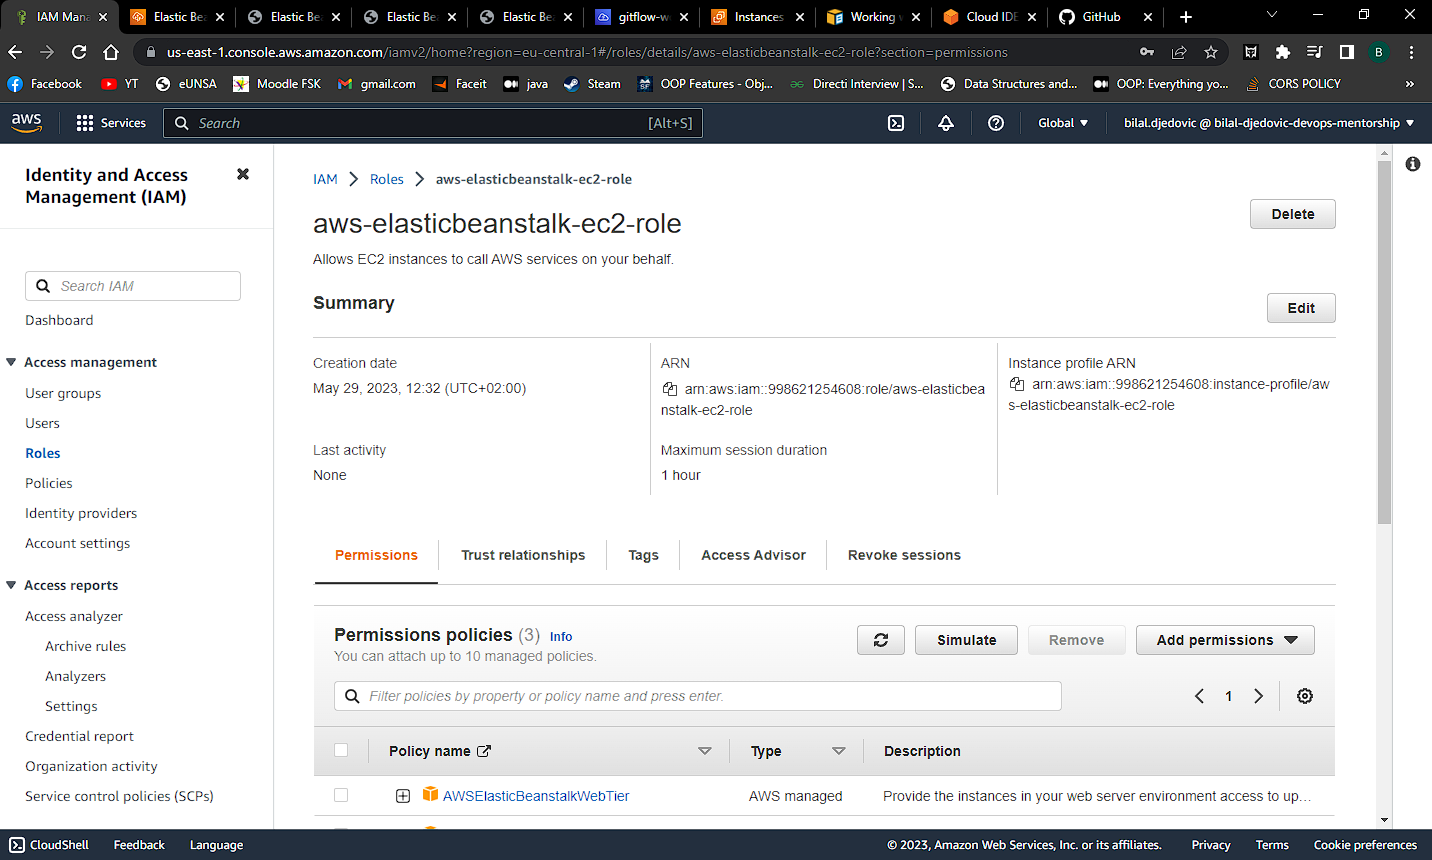 IAM Mana
Elastic Bea
Elastic Bea
Elastic Bea
Elastic Bea
gitflow-wo
Instances
Working w
Cloud IDE
GitHub
us-east-1.console.aws.amazon.com/iamv2/home?region=eu-central-1#/roles/details/aws-elasticbeanstalk-ec2-role?section=permissions
B
Facebook
YT
eUNSA
Moodle FSK
gmail.com
Faceit
java
Steam
OOP Features - Obj...
Directi Interview | S...
Data Structures and...
OOP: Everything yo...
CORS POLICY
»
aws
Services
Search
[Alt+S]
Global
bilal.djedovic @ bilal-djedovic-devops-mentorship
Identity and Access
Management (IAM)
Search IAM
Dashboard
Access management
User groups
Users
Roles
Policies
Identity providers
Account settings
Access reports
Access analyzer
Archive rules
Analyzers
Settings
Credential report
Organization activity
Service control policies (SCPs)
IAM > Roles > aws-elasticbeanstalk-ec2-role
aws-elasticbeanstalk-ec2-role
Delete
Allows EC2 instances to call AWS services on your behalf.
Summary
Edit
Creation date
May 29, 2023, 12:32 (UTC+02:00)
ARN
arn:aws:iam::998621254608:role/aws-elasticbea
nstalk-ec2-role
Instance profile ARN
arn:aws:iam::998621254608:instance-profile/aw
s-elasticbeanstalk-ec2-role
Last activity
None
Maximum session duration
1 hour
Permissions
Trust relationships
Tags
Access Advisor
Revoke sessions
Permissions policies (3) Info
You can attach up to 10 managed policies.
Simulate
Remove
Add permissions
Filter policies by property or policy name and press enter.
1
Policy name
Type
Description
AWSElasticBeanstalkWebTier
AWS managed
Provide the instances in your web server environment access to up…
CloudShell
Feedback
Language
© 2023, Amazon Web Services, Inc. or its affiliates.
Privacy
Terms
Cookie preferences